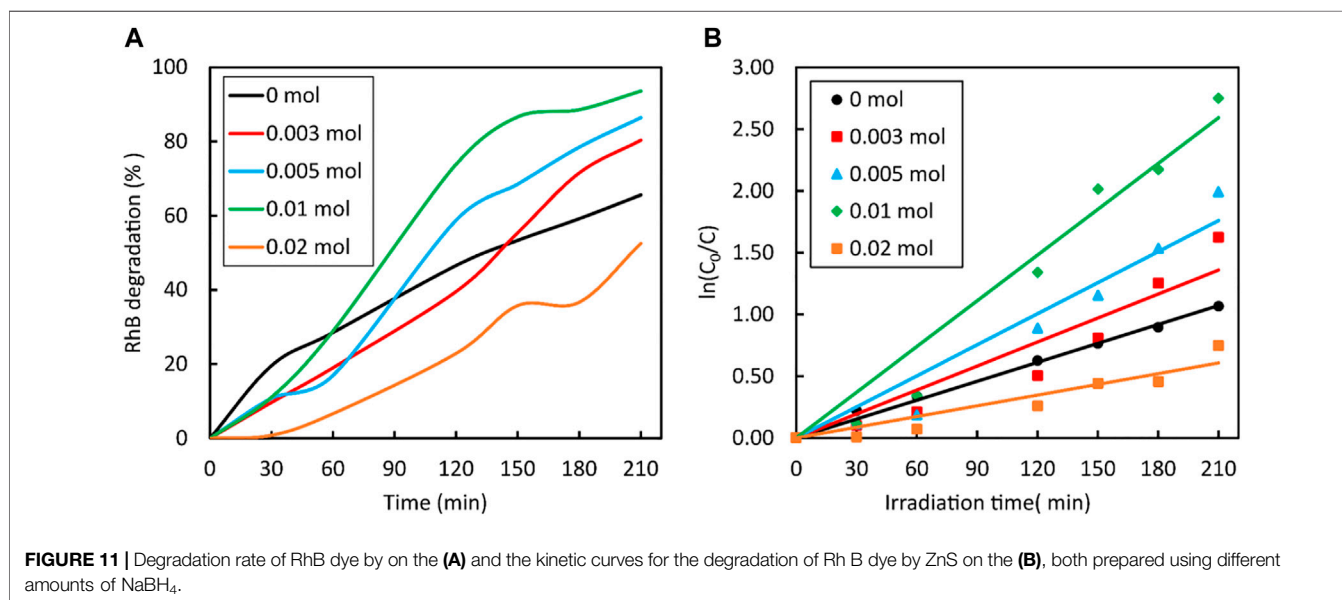 A
RhB degradation (% )
100
80
60
40
20
0
0 mol
0.003 mol
0.005 mol
0.01 mol
0.02 mol
0 30 60 90 120 150 180 210
Time (min)
B
ln(C₀/C)
3.00
2.50
2.00
1.50
1.00
0.50
0.00
0 mol
0.003 mol
0.005 mol
0.01 mol
0.02 mol
0 30 60 90 120 150 180 210
Irradiation time( min)
FIGURE 11 | Degradation rate of RhB dye by on the (A) and the kinetic curves for the degradation of Rh B dye by ZnS on the (B), both prepared using different
amounts of NaBH₄.